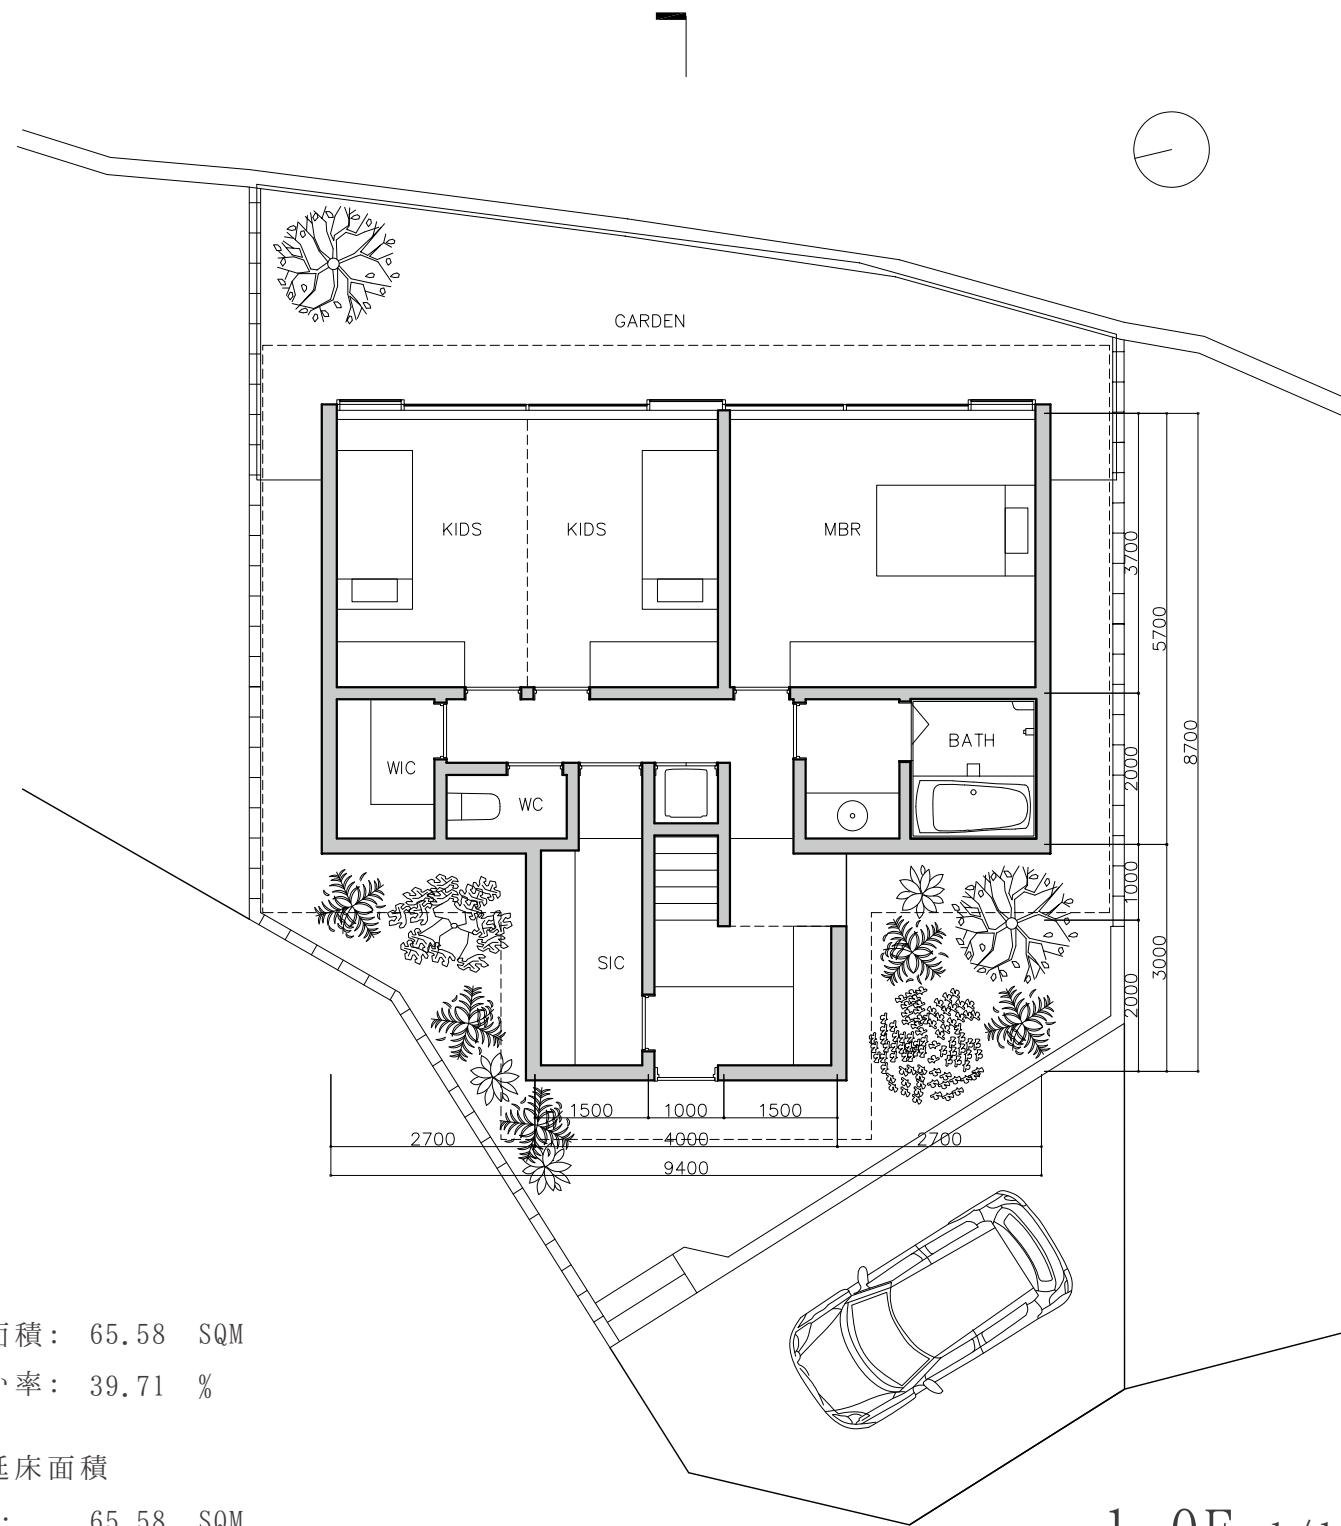 GARDEN
KIDS KIDS MBR
3700
5700
8700
WIC
WC
BATH
2000
1000
SIC
3000
2000
1500 1000 1500
2700 4000 2700
9400
面積: 65.58 SQM
率: 39.71 %
延床面積
: 65.58 SQM